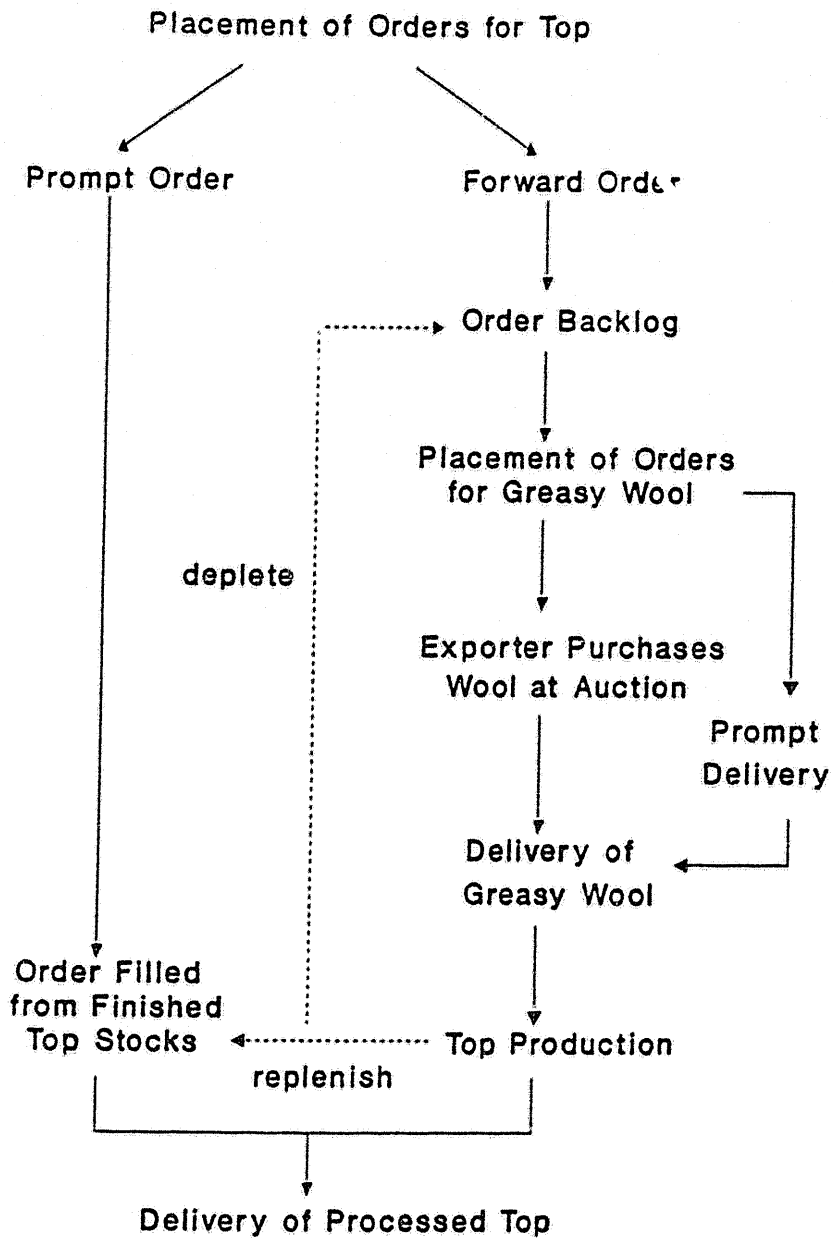 Placement of Orders for Top
Prompt Order
Forward Order
Order Backlog
Placement of Orders
for Greasy Wool
deplete
Exporter Purchases
Wool at Auction
Prompt
Delivery
Delivery of
Greasy Wool
Order Filled
from Finished
Top Stocks
replenish
Top Production
Delivery of Processed Top